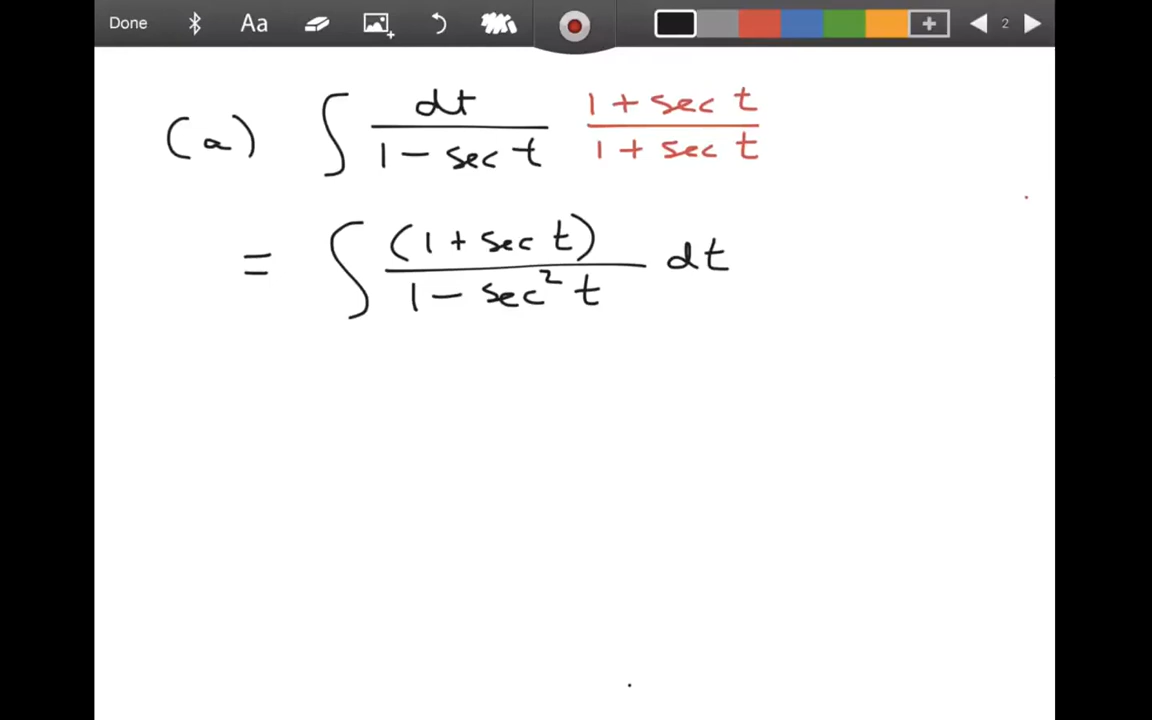 Done Aa 2
(a) ∫ dt / (1 - sec t) (1 + sec t) / (1 + sec t)
= ∫ (1 + sec t) / (1 - sec² t) dt